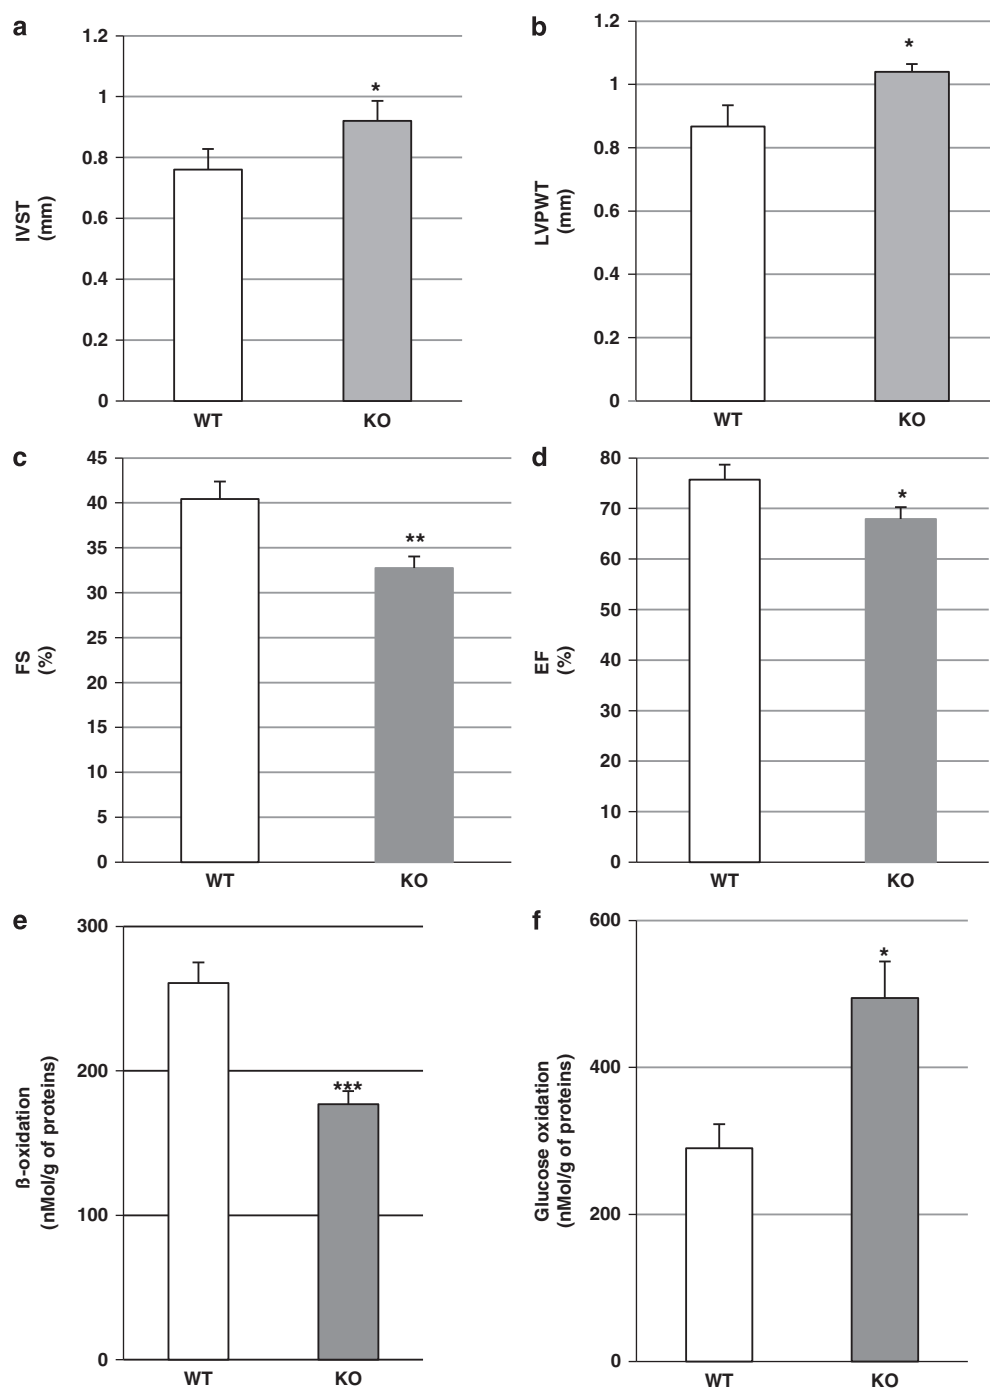 a
1.2
1
0.8
0.6
0.4
0.2
0
IVST
(mm)
*
WT
KO
b
1.2
1
0.8
0.6
0.4
0.2
0
LVPWT
(mm)
*
WT
KO
c
45
40
35
30
25
20
15
10
5
0
FS
(%)
**
WT
KO
d
80
70
60
50
40
30
20
10
0
EF
(%)
*
WT
KO
e
300
200
100
0
ß-oxidation
(nMol/g of proteins)
***
WT
KO
f
600
400
200
0
Glucose oxidation
(nMol/g of proteins)
*
WT
KO